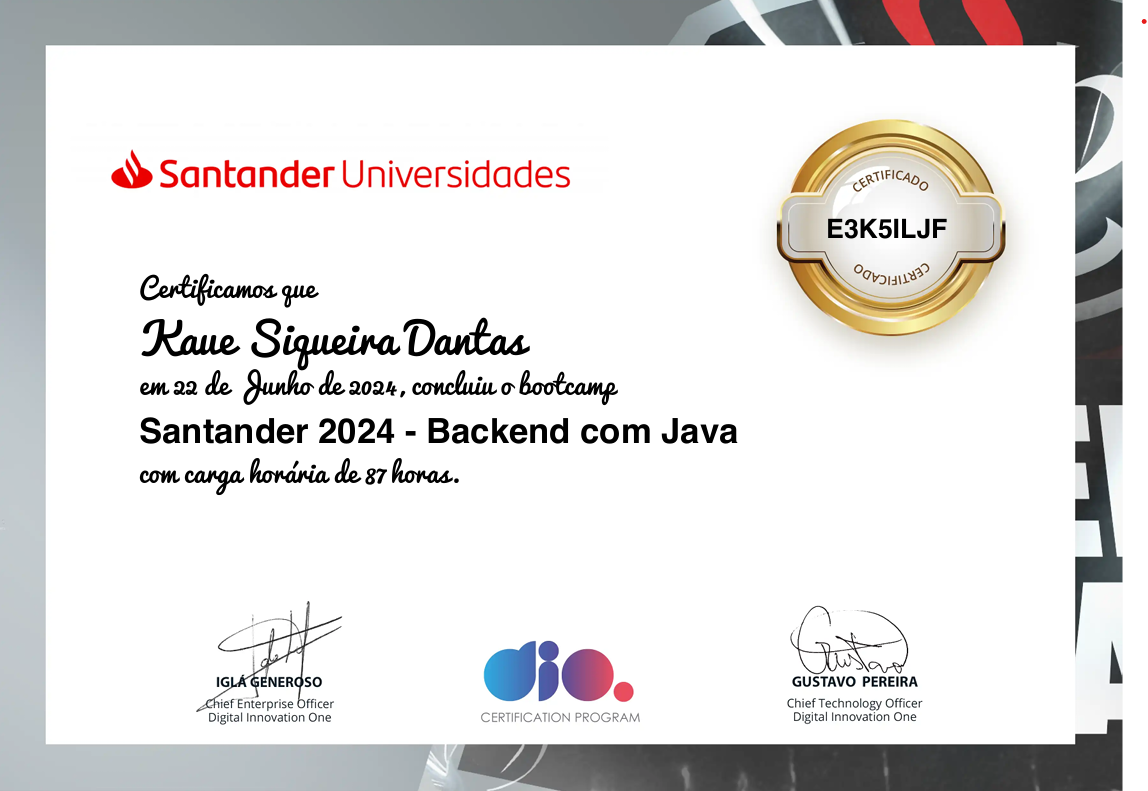 Santander Universidades
CERTIFICADO
E3K5ILJF
CERTIFICADO
Certificamos que
Kaue Siqueira Dantas
em 22 de Junho de 2024, concluiu o bootcamp
Santander 2024 - Backend com Java
com carga horária de 87 horas.
IGLÁ GENEROSO
Chief Enterprise Officer
Digital Innovation One
dio.
CERTIFICATION PROGRAM
Gustavo
GUSTAVO PEREIRA
Chief Technology Officer
Digital Innovation One